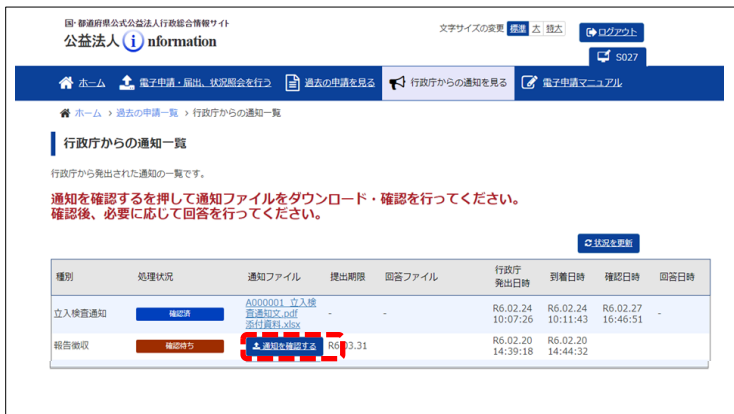 国・都道府県公式公益法人行政総合情報サイト
公益法人 information
文字サイズの変更 標準 大 特大
ログアウト
S027
ホーム 電子申請・届出、状況照会を行う 過去の申請を見る 行政庁からの通知を見る 電子申請マニュアル
ホーム › 過去の申請一覧 › 行政庁からの通知一覧
行政庁からの通知一覧
行政庁から発出された通知の一覧です。
通知を確認するを押して通知ファイルをダウンロード・確認を行ってください。
確認後、必要に応じて回答を行ってください。
状況を更新
種別 処理状況 通知ファイル 提出期限 回答ファイル 行政庁発出日時 到着日時 確認日時 回答日時
立入検査通知 確認済 A000001_立入検査通知文.pdf 添付資料.xlsx - - R6.02.24 10:07:26 R6.02.24 10:11:43 R6.02.27 16:46:51 -
報告徴収 確認待ち 通知を確認する R6.03.31 R6.02.20 14:39:18 R6.02.20 14:44:32